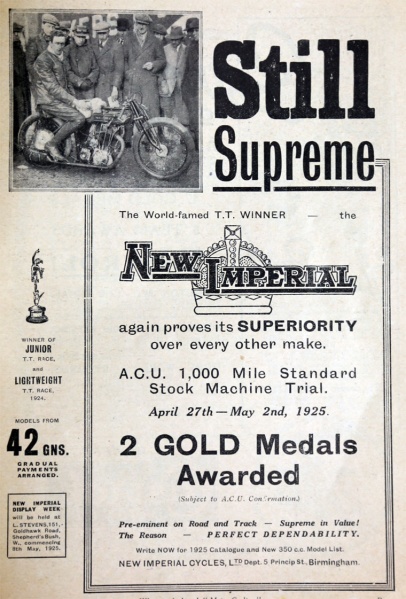 Still
Supreme
The World-famed T.T. WINNER — the
NEW IMPERIAL
again proves its SUPERIORITY
over every other make.
A.C.U. 1,000 Mile Standard
Stock Machine Trial.
April 27th — May 2nd, 1925.
2 GOLD Medals
Awarded
(Subject to A.C.U. Confirmation.)
Pre-eminent on Road and Track — Supreme in Value!
The Reason — PERFECT DEPENDABILITY.
Write NOW for 1925 Catalogue and New 350 c.c. Model List.
NEW IMPERIAL CYCLES, LTD Dept. 5 Princip St., Birmingham.
WINNER OF
JUNIOR
T.T. RACE,
and
LIGHTWEIGHT
T.T. RACE,
1924.
MODELS FROM
42 GNS.
GRADUAL
PAYMENTS
ARRANGED.
NEW IMPERIAL
DISPLAY WEEK
will be held at
L. STEVENS, 151,
Goldhawk Road,
Shepherd's Bush,
W., commencing
9th May, 1925.